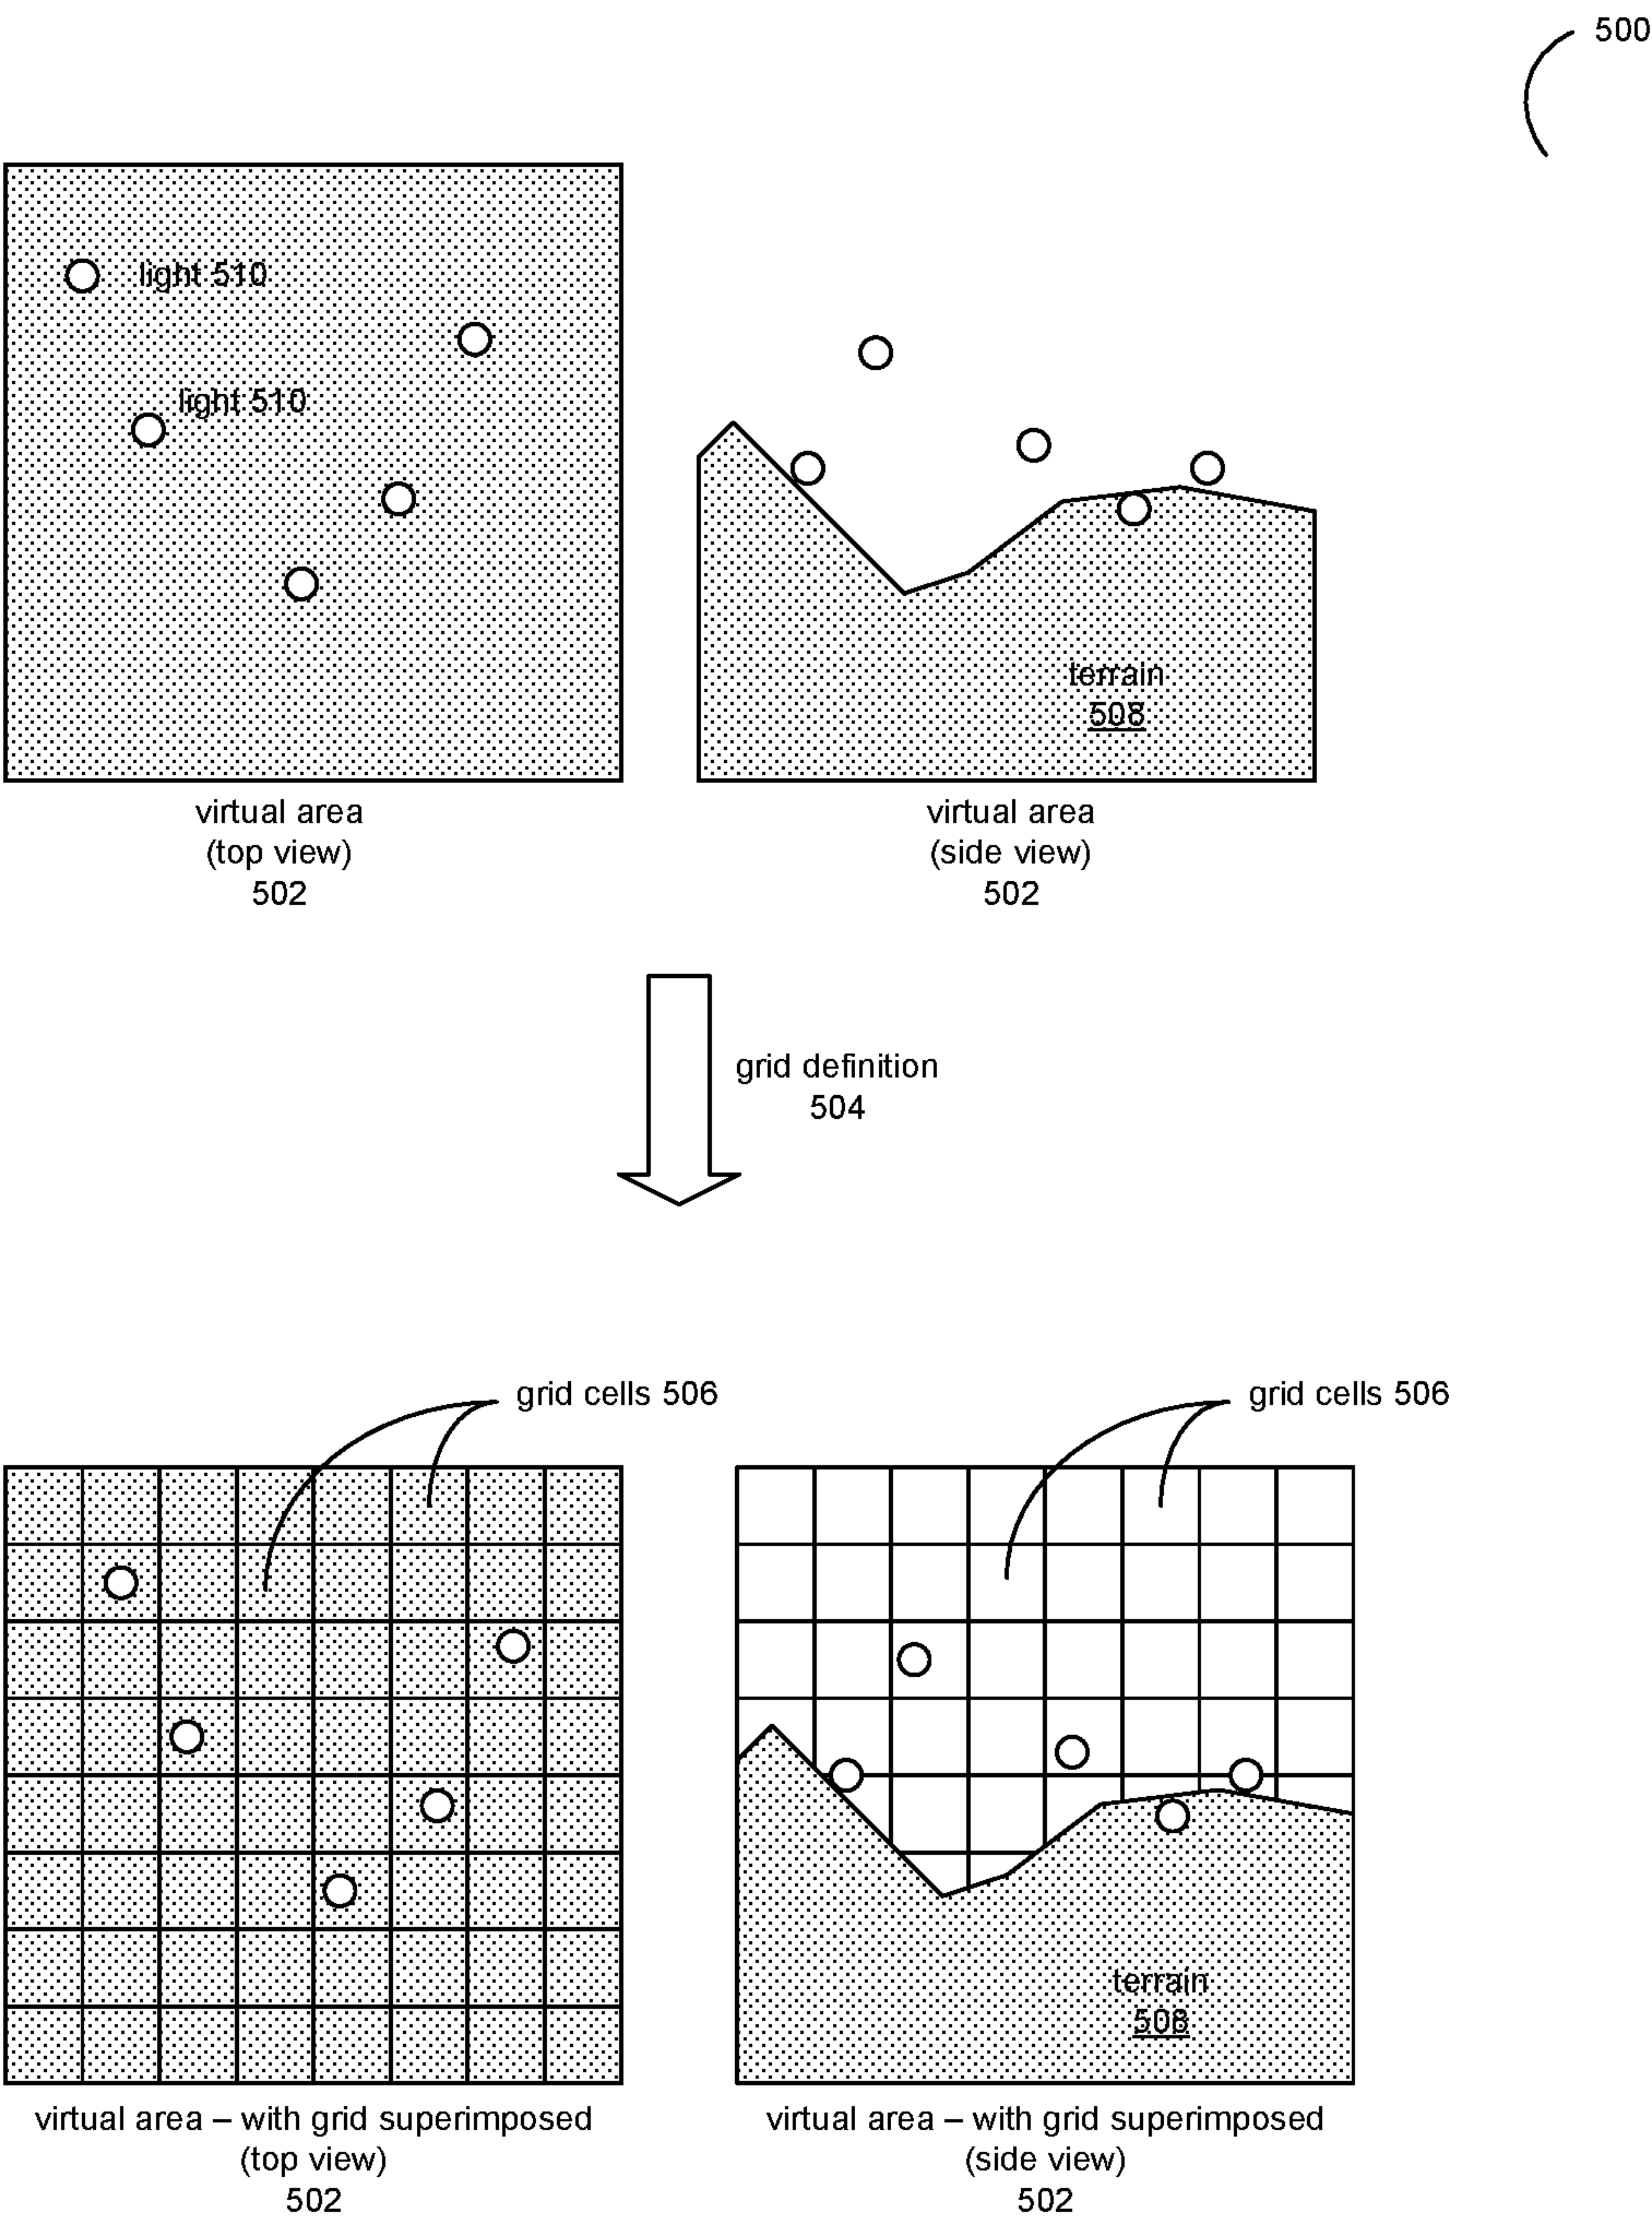 500
light 510
light 510
terrain
508
virtual area
(top view)
502
virtual area
(side view)
502
grid definition
504
grid cells 506
grid cells 506
terrain
508
virtual area – with grid superimposed
(top view)
502
virtual area – with grid superimposed
(side view)
502